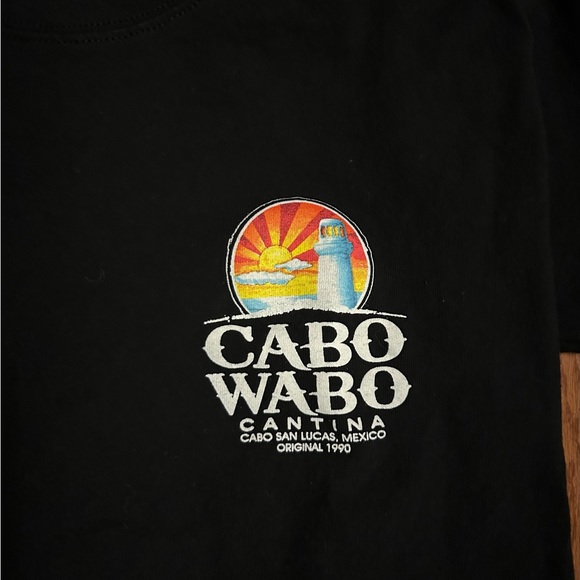 CABO
WABO
CANTINA
CABO SAN LUCAS, MEXICO
ORIGINAL 1990